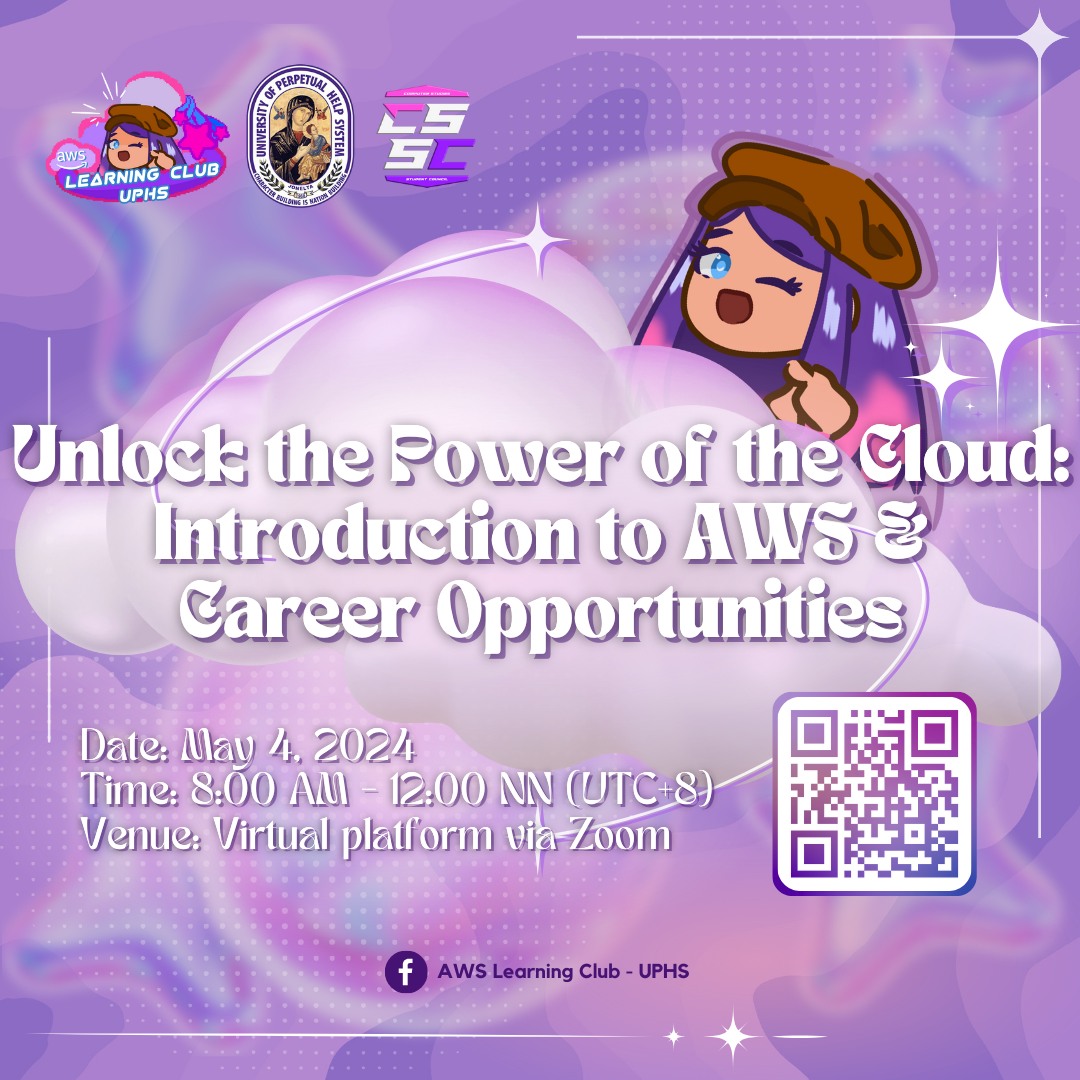 aws
LEARNING CLUB
UPHS
UNIVERSITY OF PERPETUAL HELP SYSTEM
JONELTA
CHARACTER BUILDING IS NATION BUILDING
COMPUTER STUDIES
CS
SC
STUDENT COUNCIL
Unlock the Power of the Cloud:
Introduction to AWS &
Career Opportunities
Date: May 4, 2024
Time: 8:00 AM - 12:00 NN (UTC+8)
Venue: Virtual platform via Zoom
f AWS Learning Club - UPHS